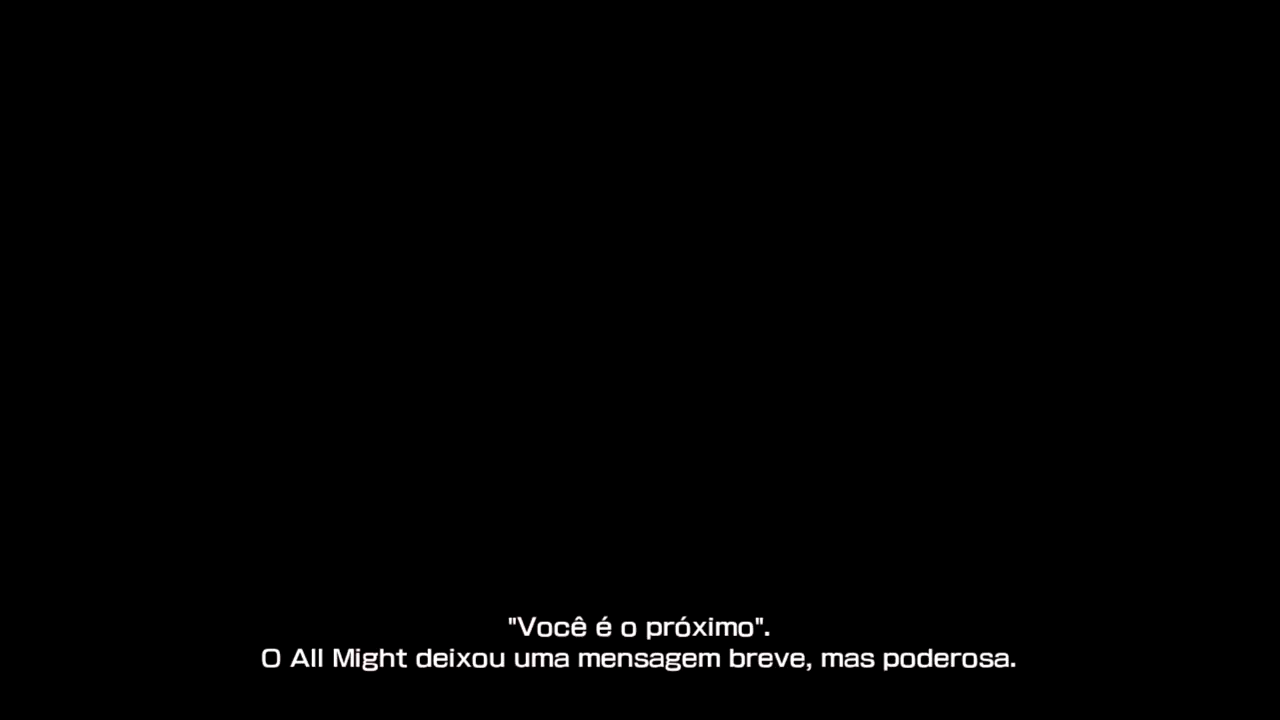 "Você é o próximo".
O All Might deixou uma mensagem breve, mas poderosa.